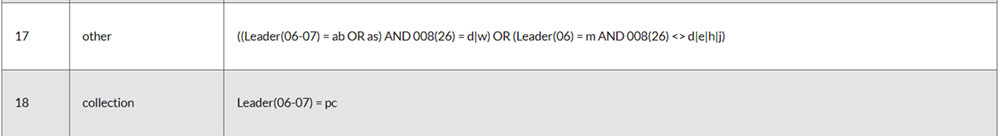 17 other ((Leader(06-07) = ab OR as) AND 008(26) = d|w) OR (Leader(06) = m AND 008(26) <> d|e|h|j)
18 collection Leader(06-07) = pc